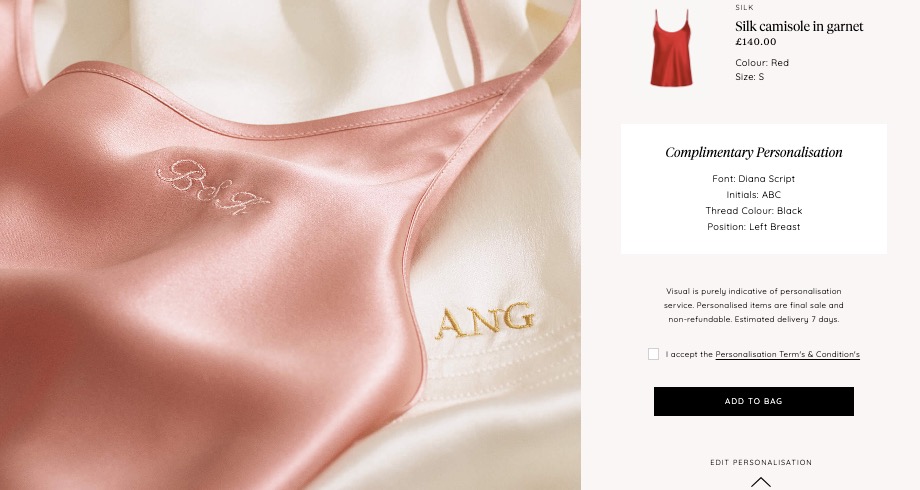 BSK
ANG
SILK
Silk camisole in garnet
£140.00
Colour: Red
Size: S
Complimentary Personalisation
Font: Diana Script
Initials: ABC
Thread Colour: Black
Position: Left Breast
Visual is purely indicative of personalisation
service. Personalised items are final sale and
non-refundable. Estimated delivery 7 days.
I accept the Personalisation Term's & Condition's
ADD TO BAG
EDIT PERSONALISATION